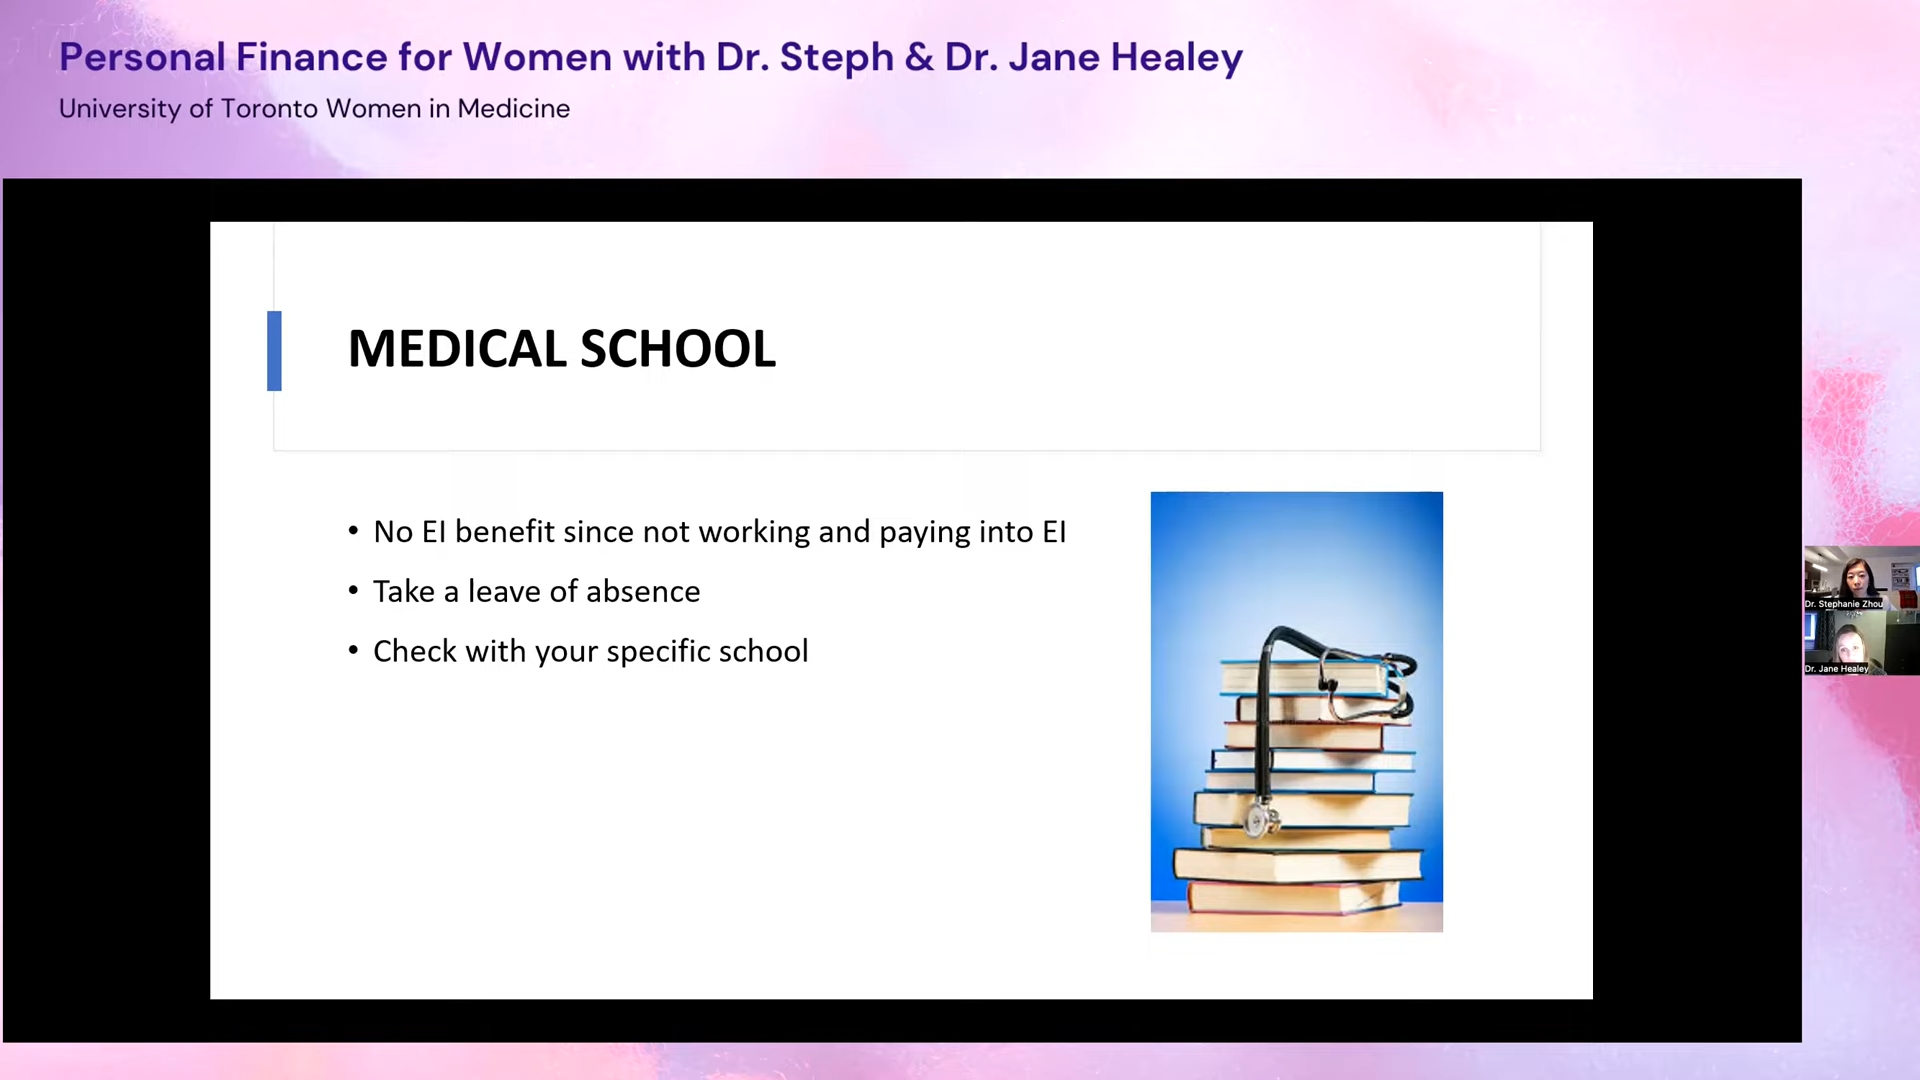 Personal Finance for Women with Dr. Steph & Dr. Jane Healey
University of Toronto Women in Medicine
MEDICAL SCHOOL
• No EI benefit since not working and paying into EI
• Take a leave of absence
• Check with your specific school
Dr. Stephanie Zhou
Dr. Jane Healey